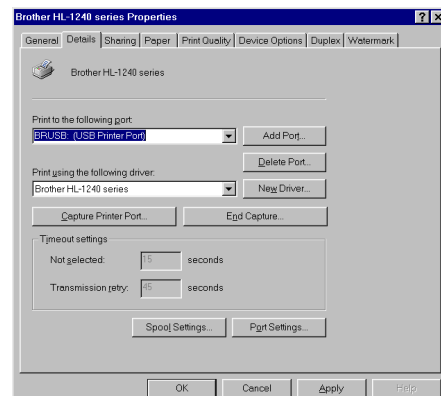 Brother HL-1240 series Properties
General Details Sharing Paper Print Quality Device Options Duplex Watermark
Brother HL-1240 series
Print to the following port:
BRUSB: (USB Printer Port) Add Port...
Delete Port...
Print using the following driver:
Brother HL-1240 series New Driver...
Capture Printer Port... End Capture...
Timeout settings
Not selected: 15 seconds
Transmission retry: 45 seconds
Spool Settings... Port Settings...
OK Cancel Apply Help